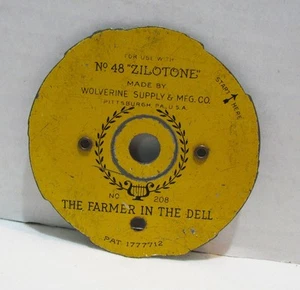 FOR USE WITH
No 48 "ZILOTONE"
MADE BY
WOLVERINE SUPPLY & MFG. CO.
PITTSBURGH PA. U.S.A.
START HERE
NO. 208
THE FARMER IN THE DELL
PAT. 1777712